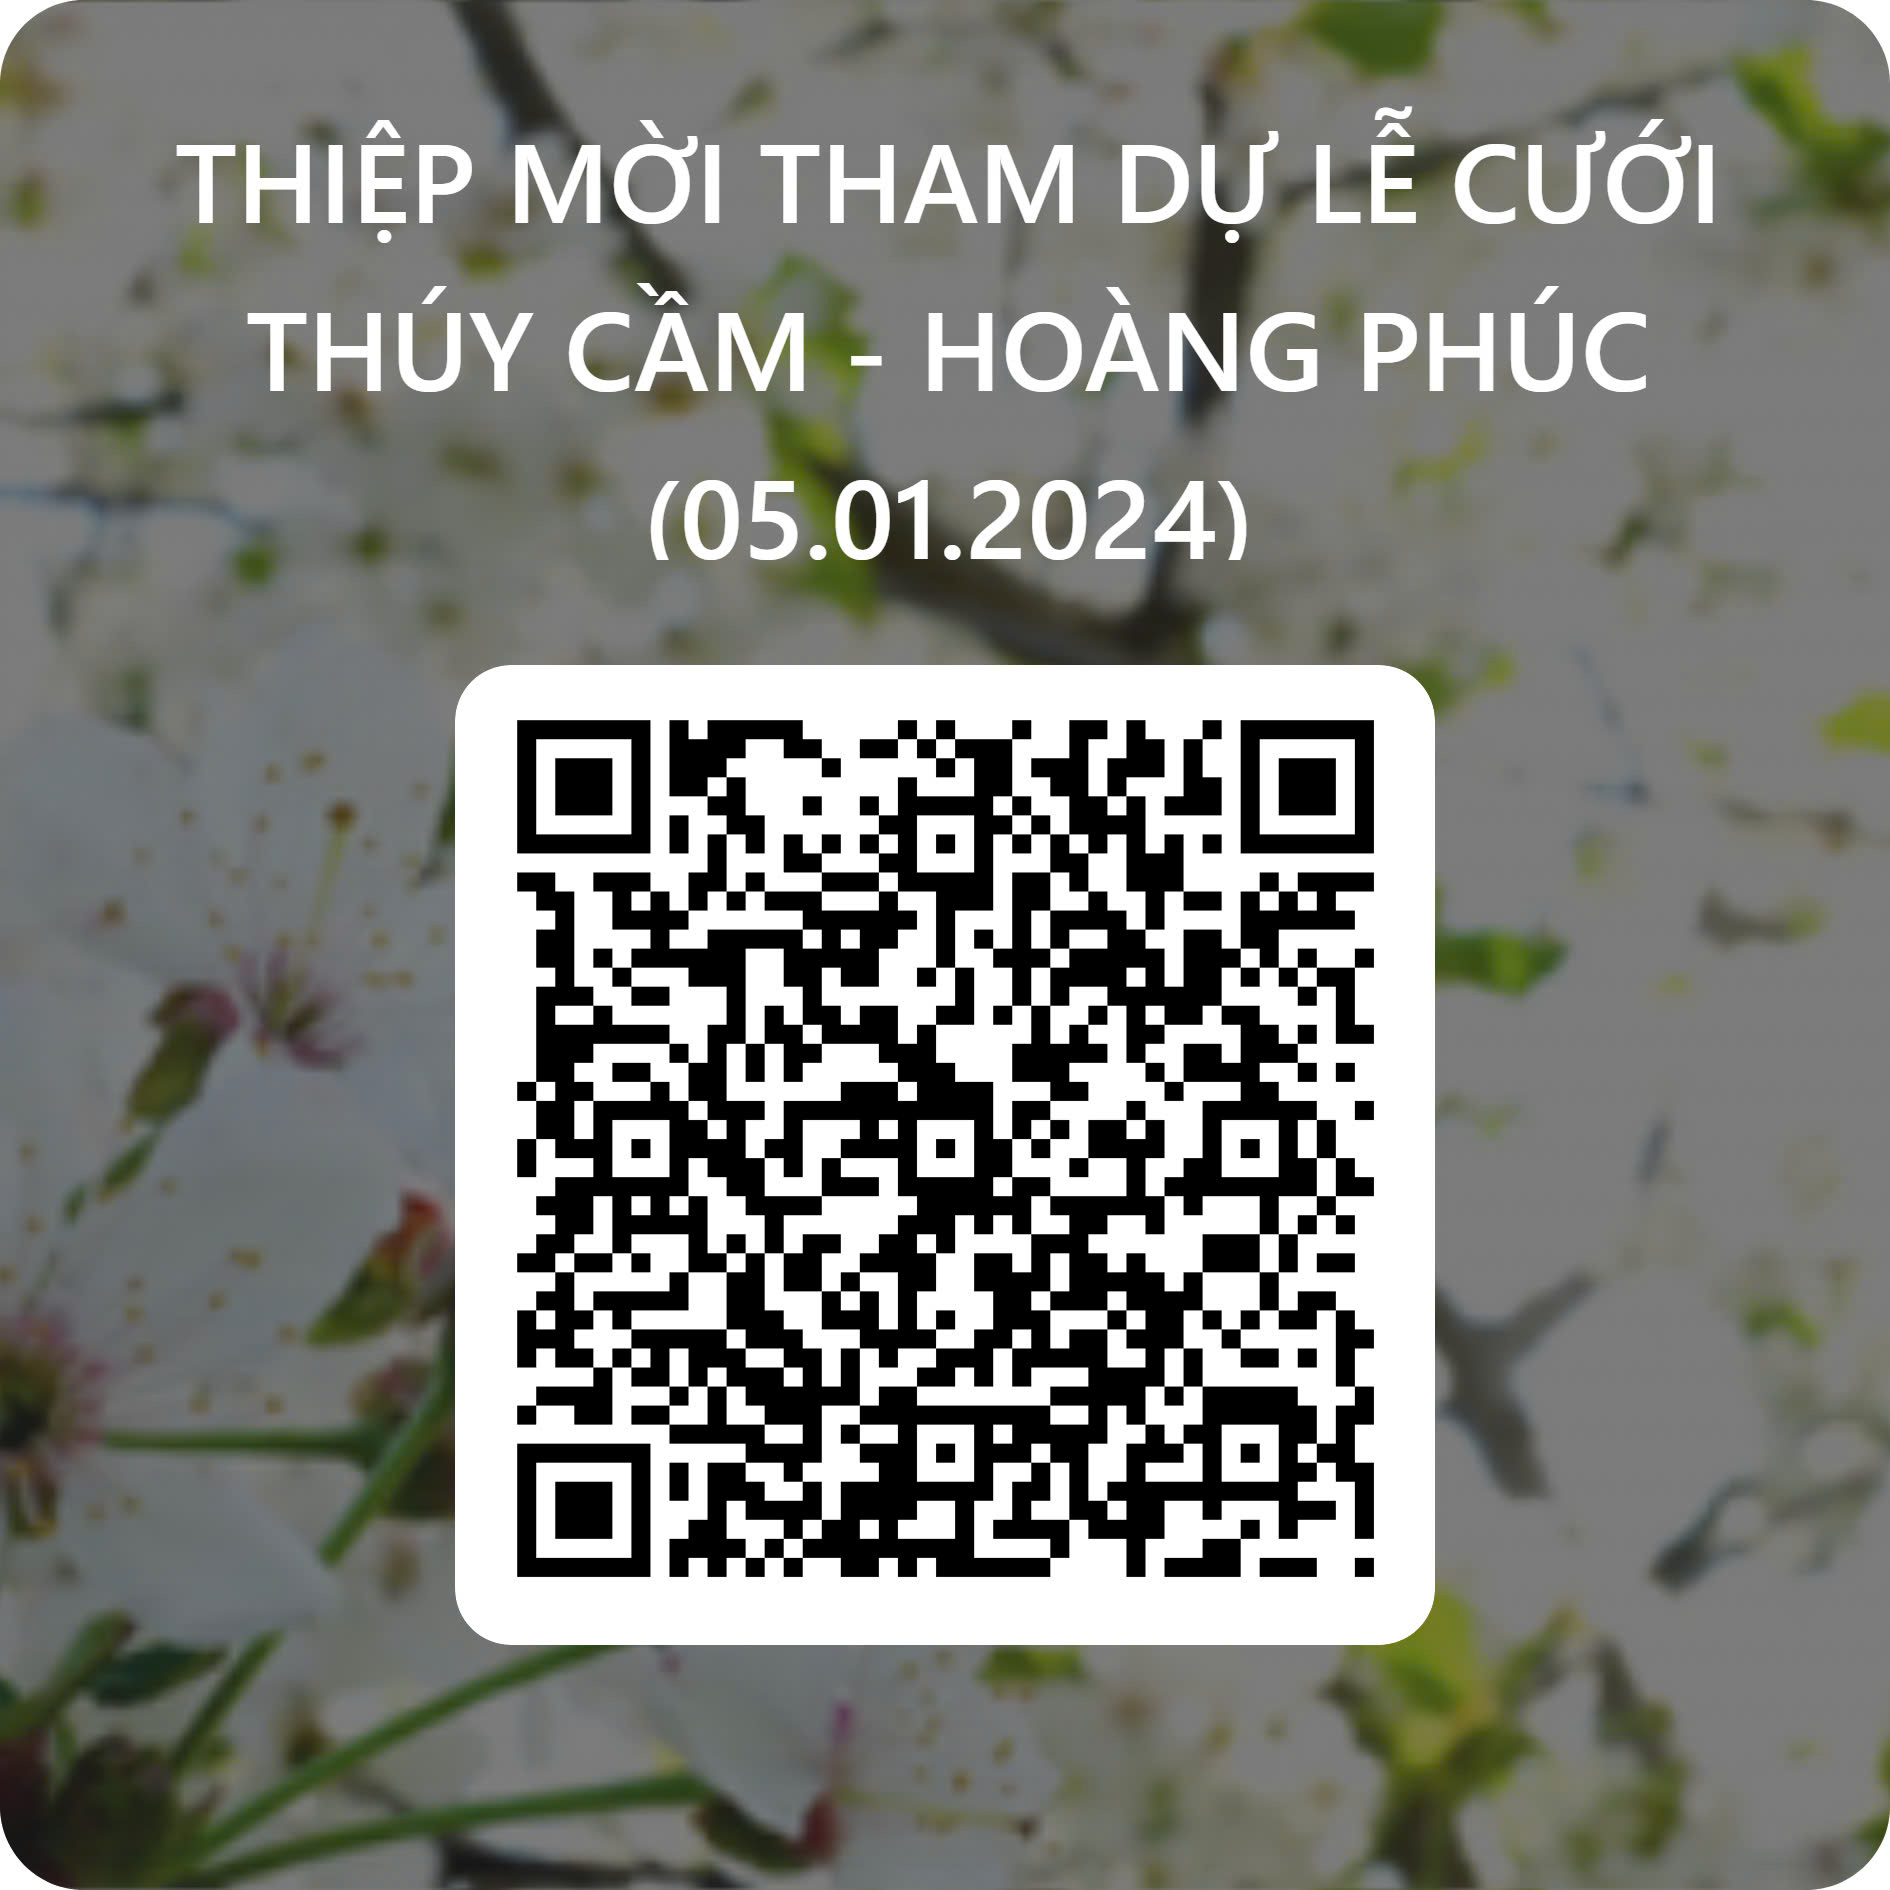 THIỆP MỜI THAM DỰ LỄ CƯỚI
THÚY CẦM - HOÀNG PHÚC
(05.01.2024)